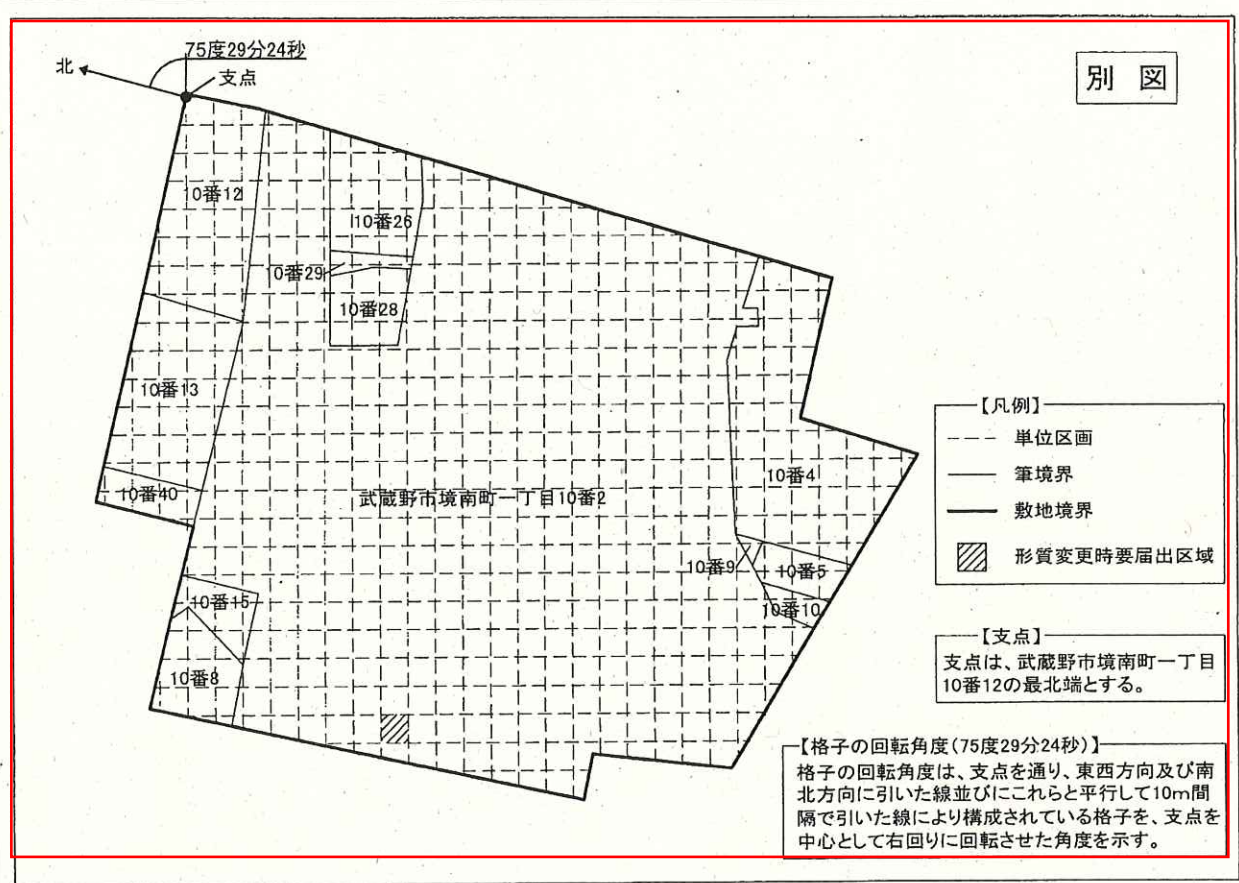 75度29分24秒
北
支点
別 図
10番12
10番26
10番29
10番28
10番13
10番40
武蔵野市境南町一丁目10番2
10番4
10番9
10番5
10番10
10番15
10番8
【凡例】
単位区画
筆境界
敷地境界
形質変更時要届出区域
【支点】
支点は、武蔵野市境南町一丁目
10番12の最北端とする。
【格子の回転角度(75度29分24秒)】
格子の回転角度は、支点を通り、東西方向及び南
北方向に引いた線並びにこれらと平行して10m間
隔で引いた線により構成されている格子を、支点を
中心として右回りに回転させた角度を示す。